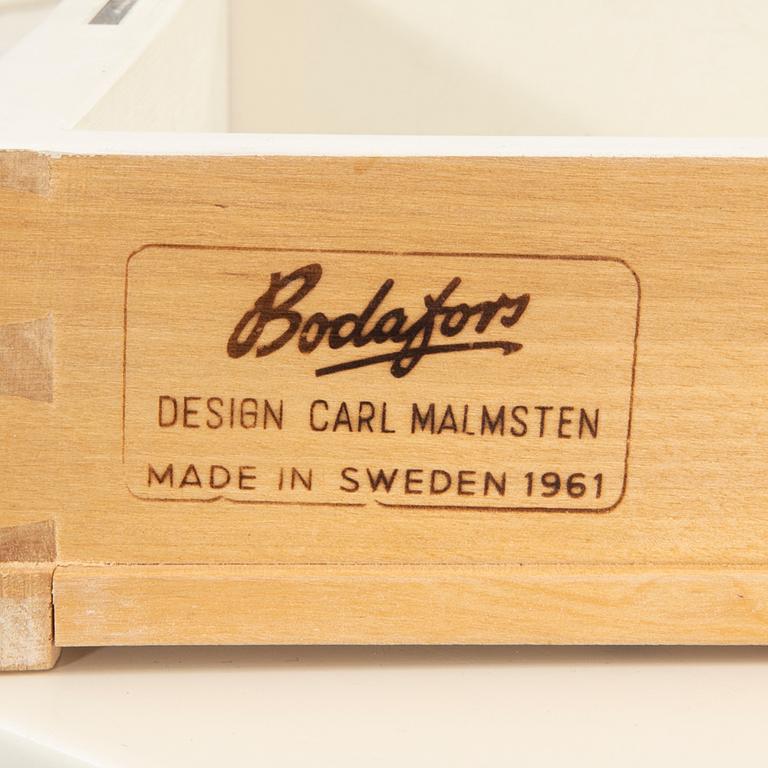 Bodafors
DESIGN CARL MALMSTEN
MADE IN SWEDEN 1961